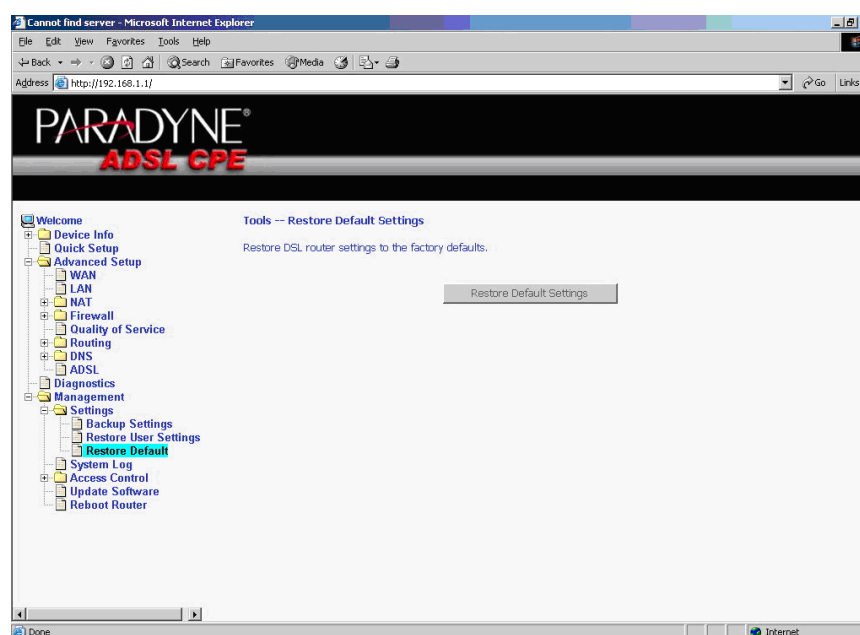 Cannot find server - Microsoft Internet Explorer
File Edit View Favorites Tools Help
Back Search Favorites Media
Address http://192.168.1.1/ Go Links
PARADYNE®
ADSL CPE
Welcome
Device Info
Quick Setup
Advanced Setup
WAN
LAN
NAT
Firewall
Quality of Service
Routing
DNS
ADSL
Diagnostics
Management
Settings
Backup Settings
Restore User Settings
Restore Default
System Log
Access Control
Update Software
Reboot Router
Tools -- Restore Default Settings
Restore DSL router settings to the factory defaults.
Restore Default Settings
Done Internet